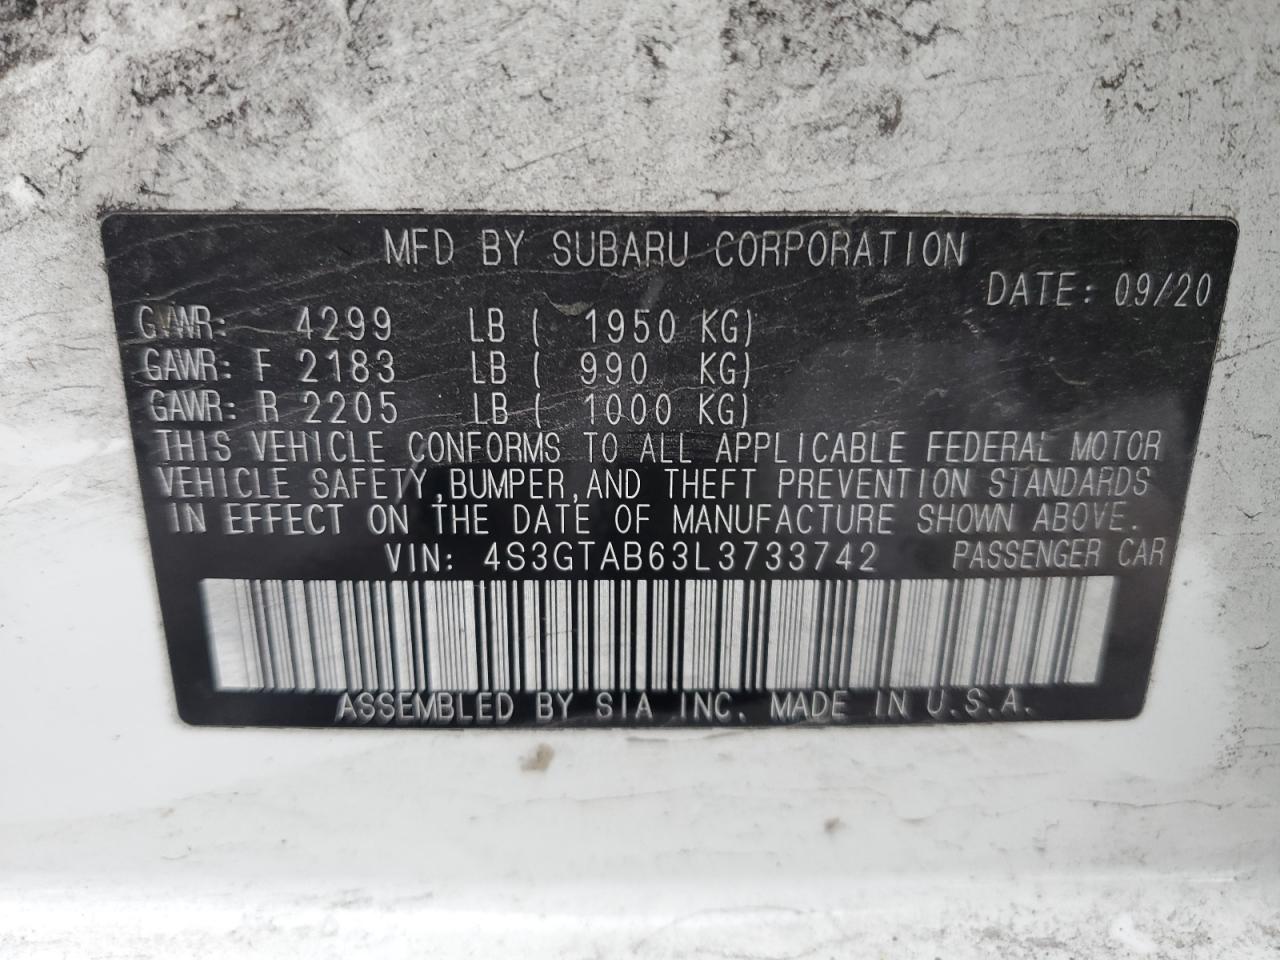 MFD BY SUBARU CORPORATION
DATE: 09/20
GVWR: 4299 LB ( 1950 KG)
GAWR: F 2183 LB ( 990 KG)
GAWR: R 2205 LB ( 1000 KG)
THIS VEHICLE CONFORMS TO ALL APPLICABLE FEDERAL MOTOR
VEHICLE SAFETY,BUMPER,AND THEFT PREVENTION STANDARDS
IN EFFECT ON THE DATE OF MANUFACTURE SHOWN ABOVE.
VIN: 4S3GTAB63L3733742 PASSENGER CAR
ASSEMBLED BY SIA INC. MADE IN U.S.A.